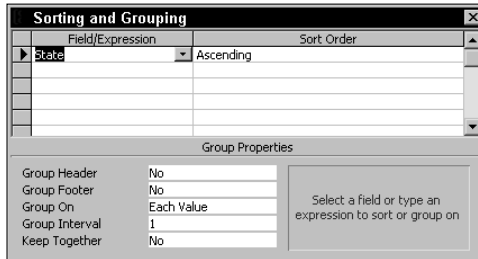 Sorting and Grouping
Field/Expression Sort Order
State Ascending
Group Properties
Group Header No
Group Footer No
Group On Each Value
Group Interval 1
Keep Together No
Select a field or type an
expression to sort or group on